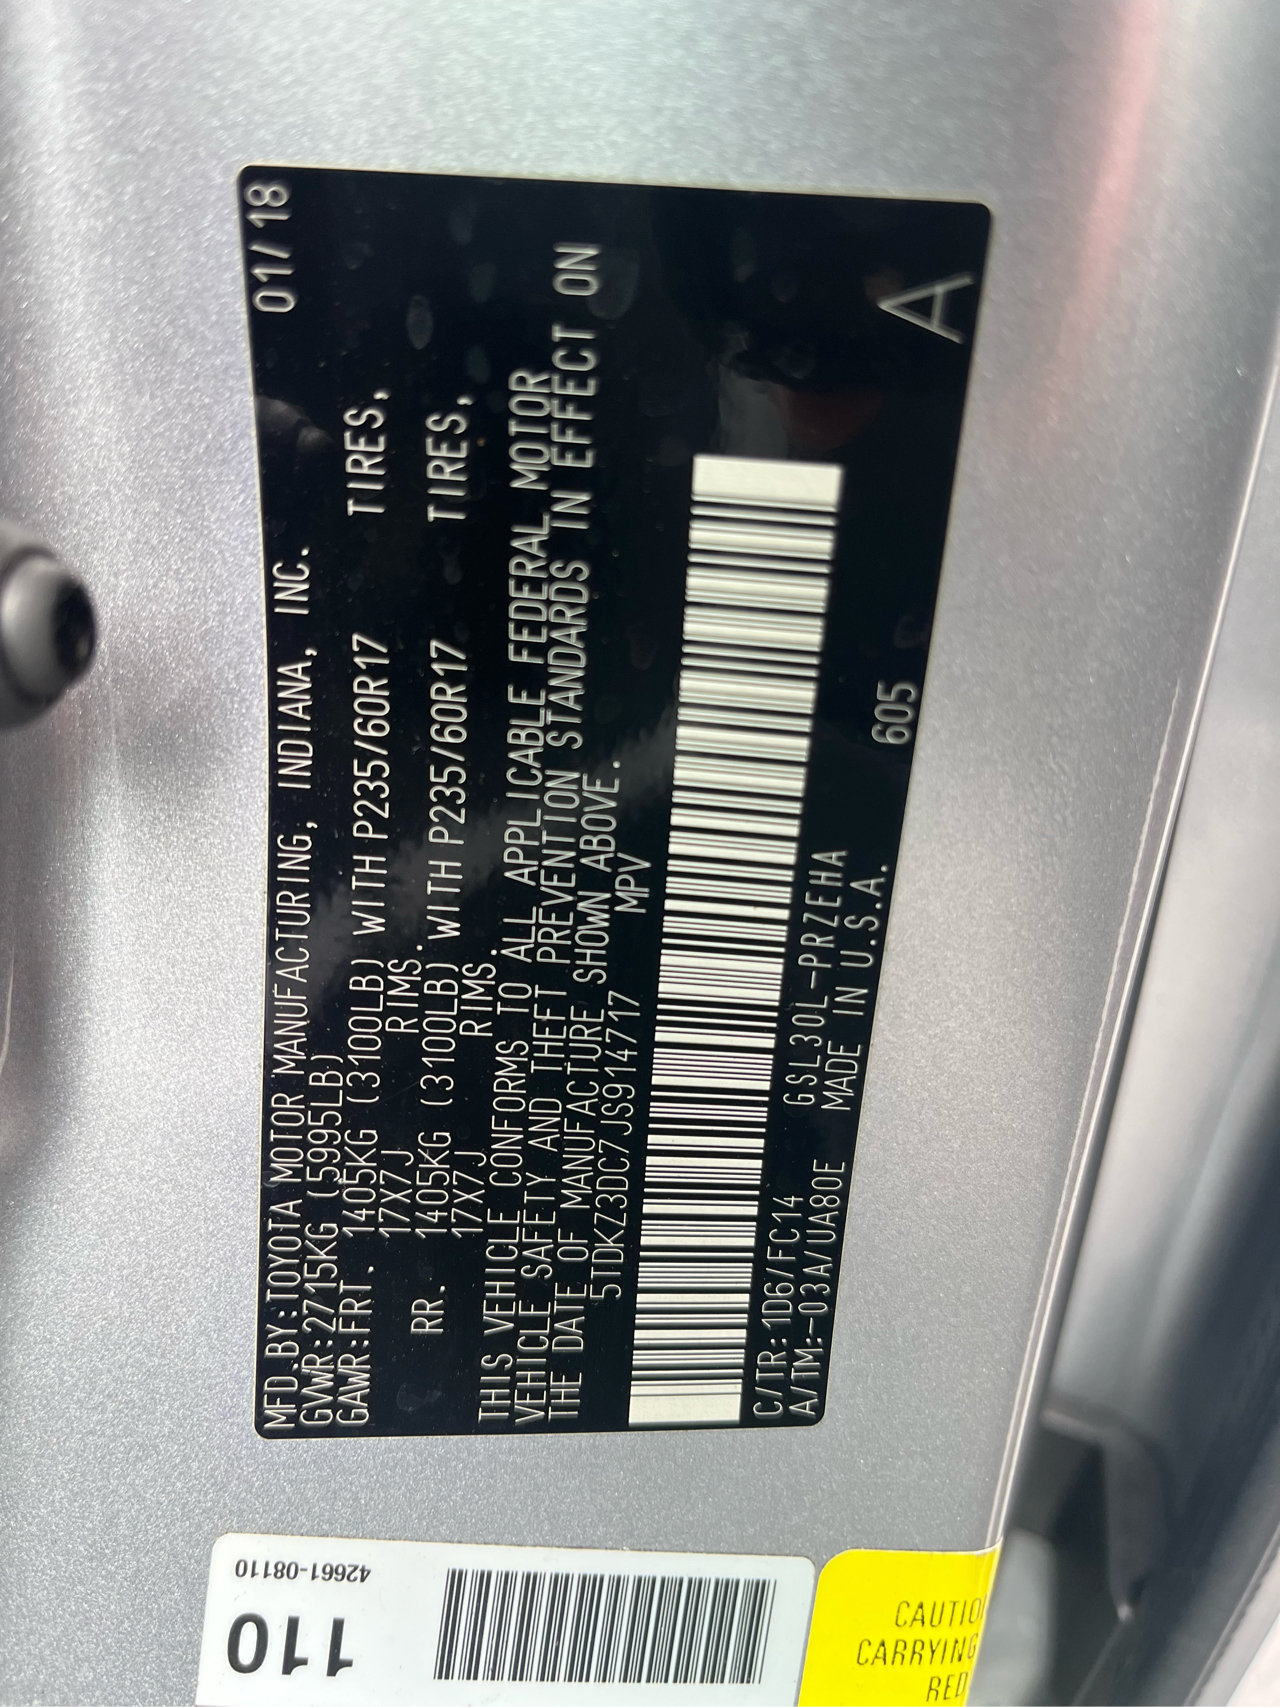 MFD.BY:TOYOTA MOTOR MANUFACTURING, INDIANA, INC. 01/18
GVWR:2715KG (5995LB)
GAWR:FRT. 1405KG (3100LB) WITH P235/60R17 TIRES,
17X7J RIMS.
RR. 1405KG (3100LB) WITH P235/60R17 TIRES,
17X7J RIMS.
THIS VEHICLE CONFORMS TO ALL APPLICABLE FEDERAL MOTOR
VEHICLE SAFETY AND THEFT PREVENTION STANDARDS IN EFFECT ON
THE DATE OF MANUFACTURE SHOWN ABOVE.
5TDKZ3DC7JS914717 MPV
C/TR:1D6/FC14 GSL30L-PRZEHA
A/TM:-03A/UA80E MADE IN U.S.A. 605 A
42661-08110
110
CAUTIO
CARRYING
RED